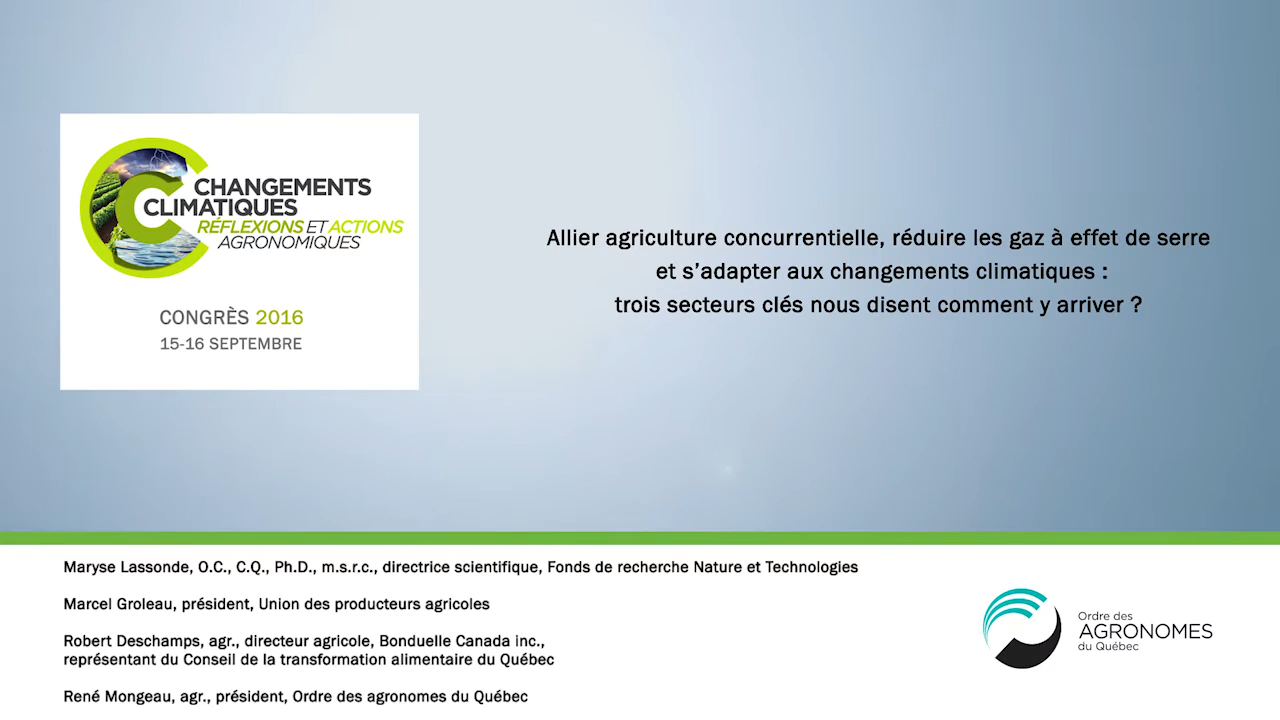 CHANGEMENTS
CLIMATIQUES
RÉFLEXIONS ET ACTIONS
AGRONOMIQUES
CONGRÈS 2016
15-16 SEPTEMBRE
Allier agriculture concurrentielle, réduire les gaz à effet de serre
et s'adapter aux changements climatiques :
trois secteurs clés nous disent comment y arriver ?
Maryse Lassonde, O.C., C.Q., Ph.D., m.s.r.c., directrice scientifique, Fonds de recherche Nature et Technologies
Marcel Groleau, président, Union des producteurs agricoles
Robert Deschamps, agr., directeur agricole, Bonduelle Canada inc.,
représentant du Conseil de la transformation alimentaire du Québec
René Mongeau, agr., président, Ordre des agronomes du Québec
Ordre des
AGRONOMES
du Québec